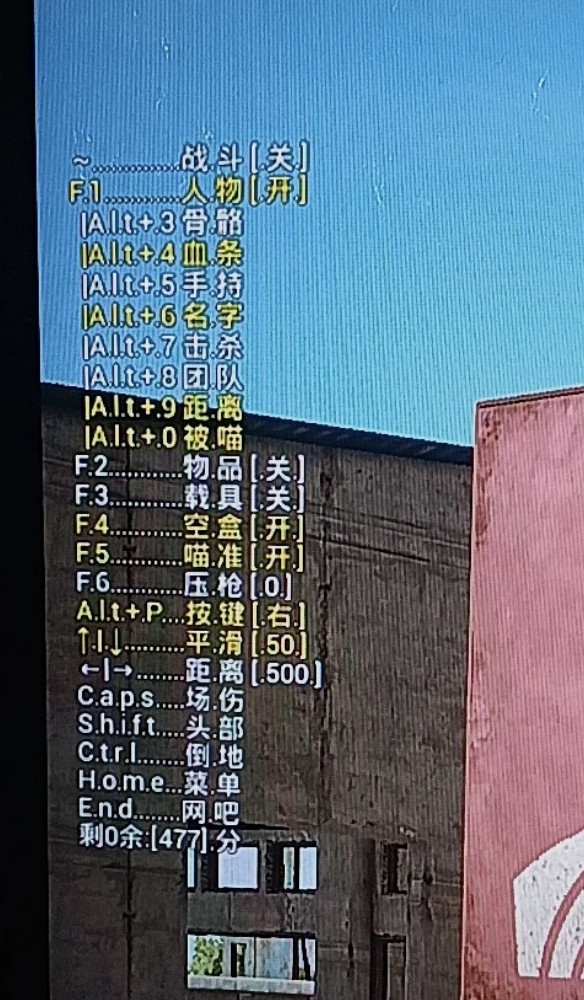 ~............战.斗[.关.]
F.1...........人.物[.开.]
|A.l.t.+.3骨.骼
|A.l.t.+.4血.条
|A.l.t.+.5手.持
|A.l.t.+.6名.字
|A.l.t.+.7击.杀
|A.l.t.+.8团.队
|A.l.t.+.9距.离
|A.l.t.+.0被.喵
F.2............物.品[.关.]
F.3............载.具[.关.]
F.4............空.盒[.开.]
F.5............喵.准[.开.]
F.6............压.枪[.0.]
A.l.t.+.P....按.键[.右.]
↑.|.↓..........平.滑[.50.]
←|→.........距.离[.500.]
C.a.p.s.....场.伤
S.h.i.f.t.....头.部
C.t.r.l........倒.地
H.o.m.e...菜.单
E.n.d........网.吧
剩0余.[477].分